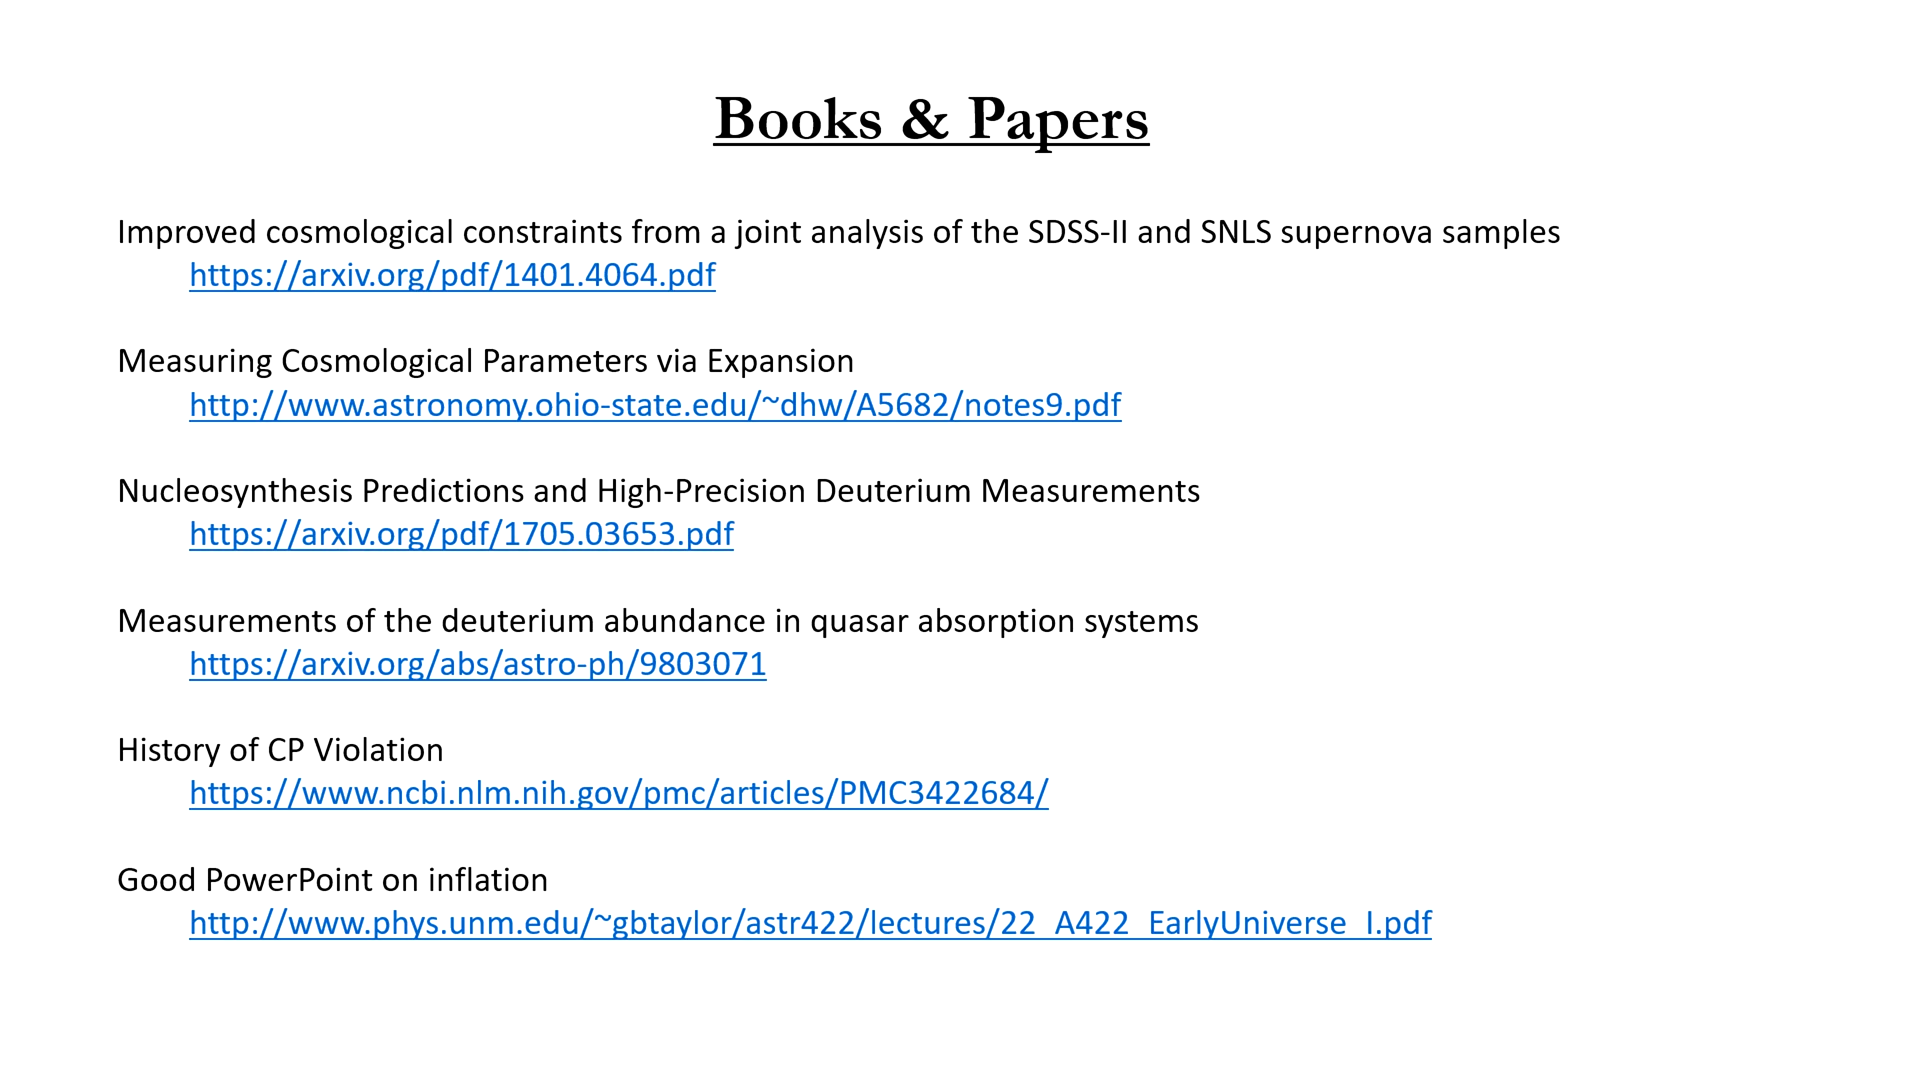 Books & Papers
Improved cosmological constraints from a joint analysis of the SDSS-II and SNLS supernova samples
https://arxiv.org/pdf/1401.4064.pdf
Measuring Cosmological Parameters via Expansion
http://www.astronomy.ohio-state.edu/~dhw/A5682/notes9.pdf
Nucleosynthesis Predictions and High-Precision Deuterium Measurements
https://arxiv.org/pdf/1705.03653.pdf
Measurements of the deuterium abundance in quasar absorption systems
https://arxiv.org/abs/astro-ph/9803071
History of CP Violation
https://www.ncbi.nlm.nih.gov/pmc/articles/PMC3422684/
Good PowerPoint on inflation
http://www.phys.unm.edu/~gbtaylor/astr422/lectures/22_A422_EarlyUniverse_I.pdf